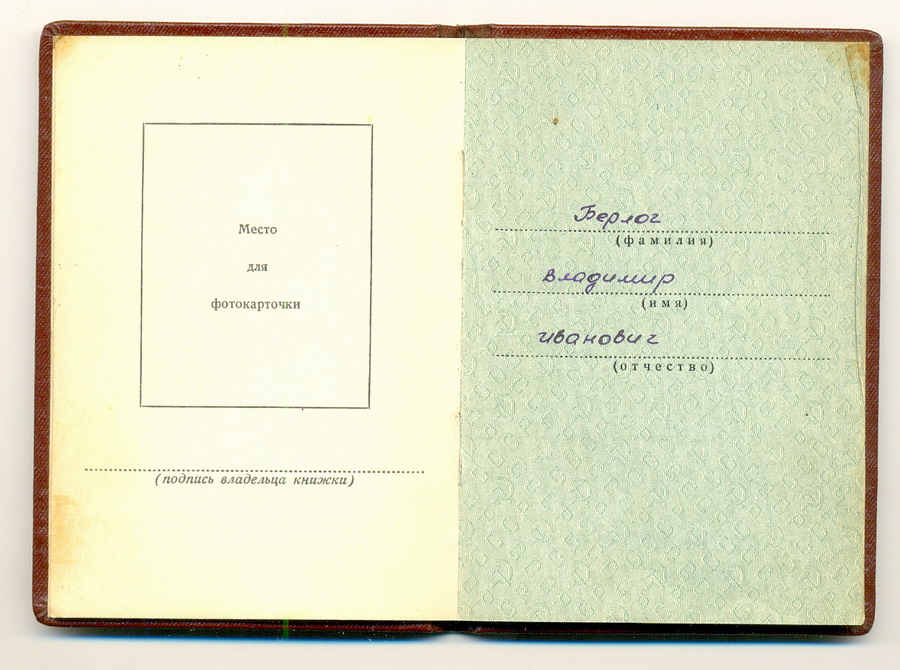 Место
для
фотокарточки
(подпись владельца книжки)
Берлог
(фамилия)
Владимир
(имя)
Иванович
(отчество)